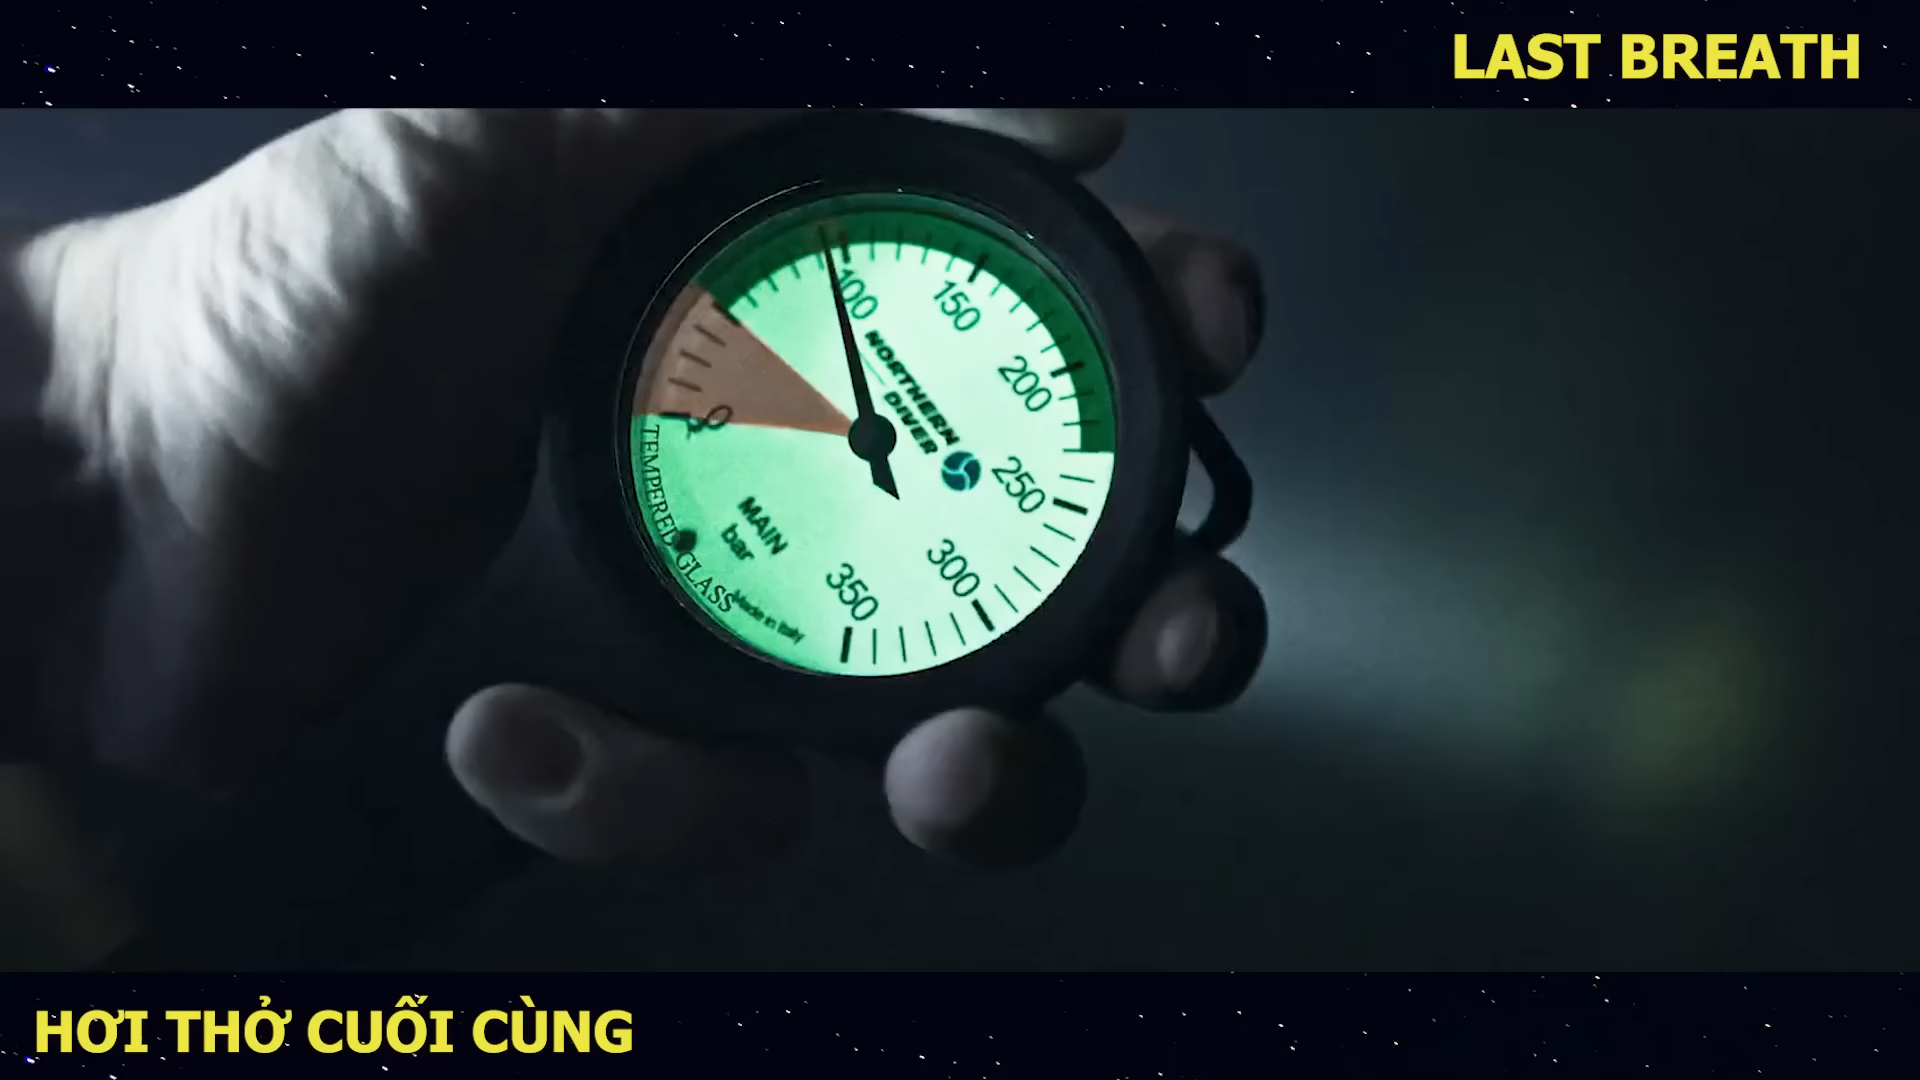 LAST BREATH
100
150
200
NORTHERN
DIVER
0
250
TEMPERED GLASS
MAIN
bar
300
350
Made in Italy
HƠI THỞ CUỐI CÙNG